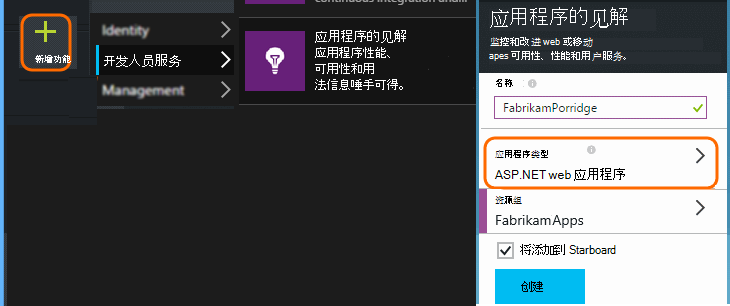 新增功能
Identity
开发人员服务
Management
continuous integration and...
应用程序的见解
应用程序性能、
可用性和用
法信息唾手可得。
应用程序的见解
监控和改 进 web 或移动
apes 可用性、性能和用户服务。
名称
FabrikamPorridge
应用程序类型
ASP.NET web 应用程序
资源组
FabrikamApps
将添加到 Starboard
创建